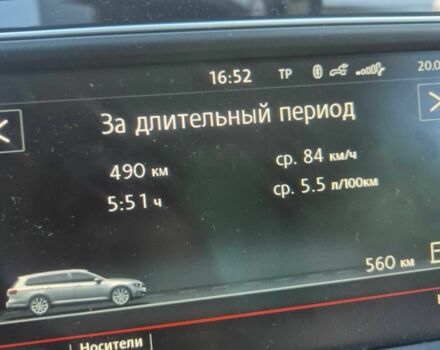 16:52 TP 20.0
За длительный период
490 км ср. 84 км/ч
5:51 ч ср. 5.5 л/100км
560 км
Носители